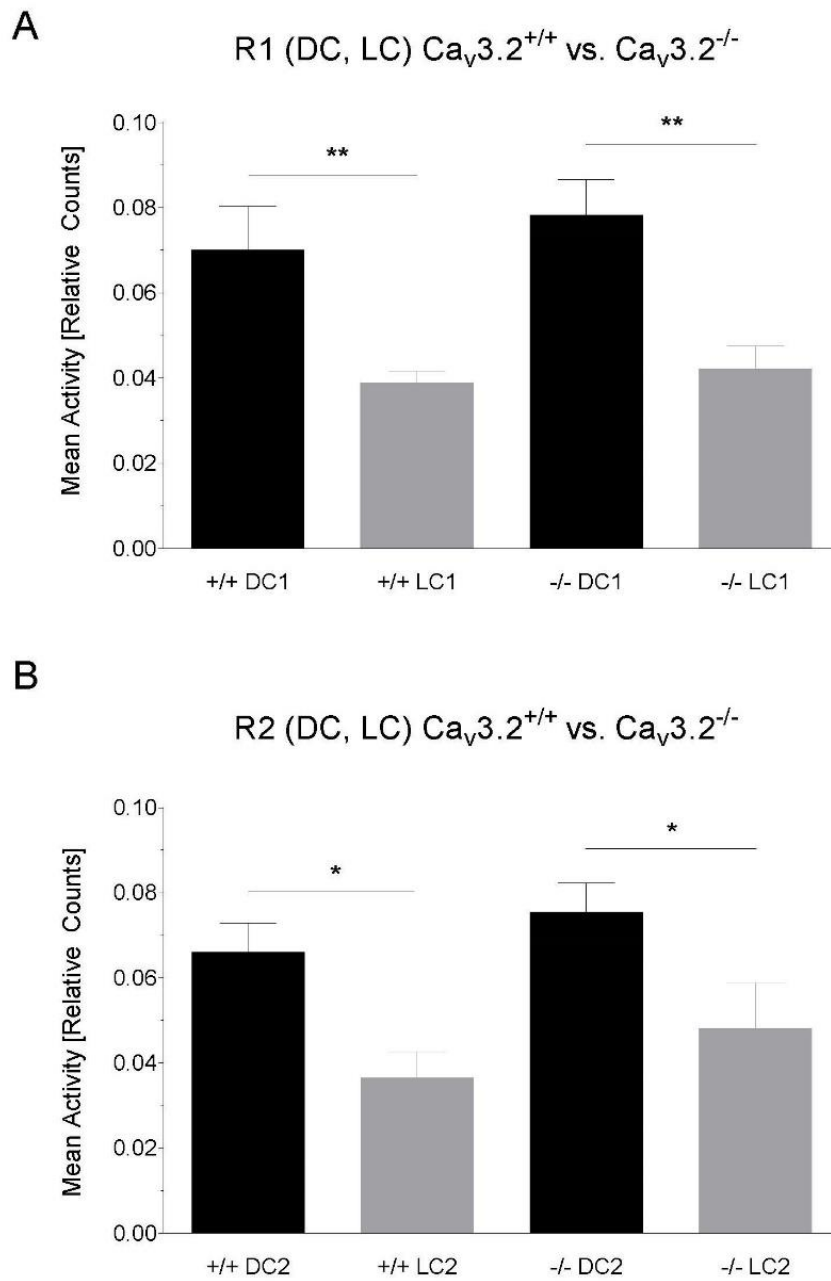 A
R1 (DC, LC) Caᵥ3.2⁺/⁺ vs. Caᵥ3.2⁻/⁻
Mean Activity [Relative Counts]
0.10
0.08
0.06
0.04
0.02
0.00
** **
+/+ DC1 +/+ LC1 -/- DC1 -/- LC1
B
R2 (DC, LC) Caᵥ3.2⁺/⁺ vs. Caᵥ3.2⁻/⁻
Mean Activity [Relative Counts]
0.10
0.08
0.06
0.04
0.02
0.00
* *
+/+ DC2 +/+ LC2 -/- DC2 -/- LC2